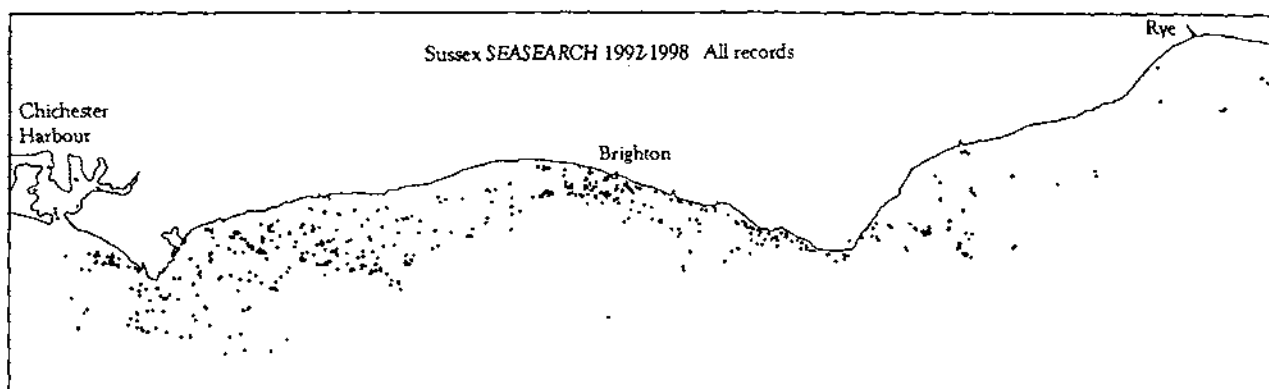 Rye
Sussex SEASEARCH 1992-1998 All records
Chichester
Harbour
Brighton